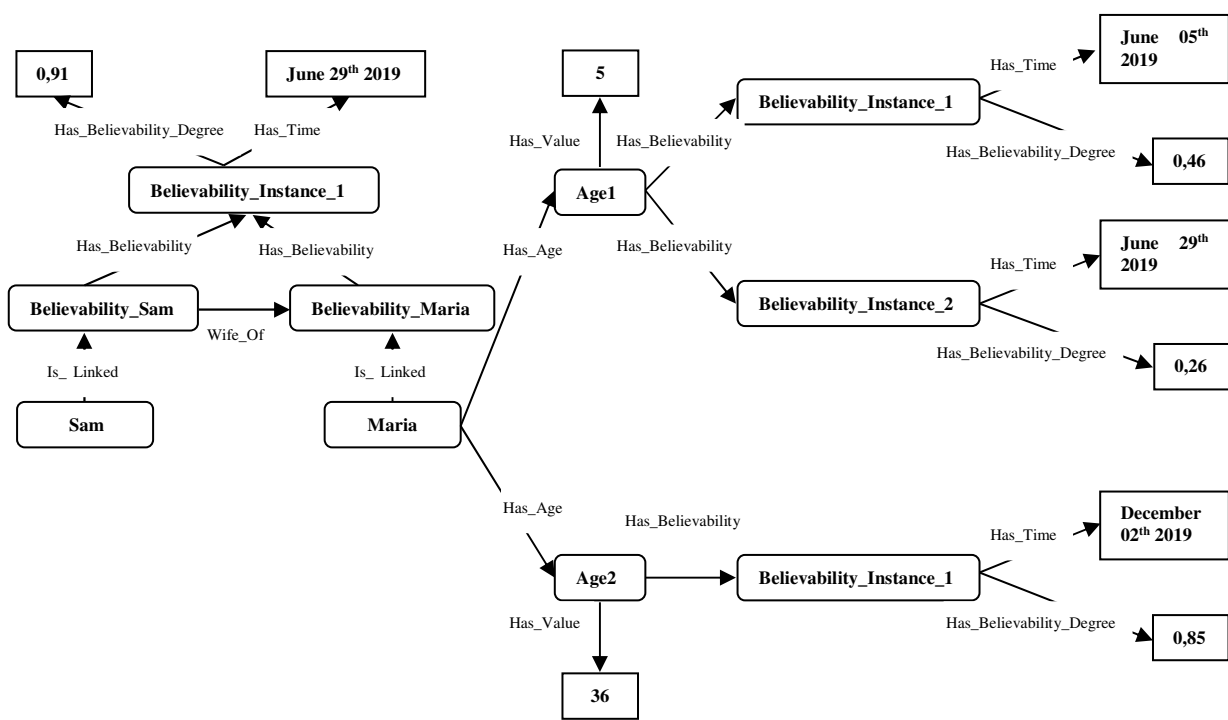 0,91
June 29th 2019
Has_Believability_Degree
Has_Time
Believability_Instance_1
Has_Believability
Has_Believability
Believability_Sam
Believability_Maria
Wife_Of
Is_ Linked
Is_ Linked
Sam
Maria
5
Has_Value
Has_Believability
Age1
Has_Age
Has_Believability
Believability_Instance_1
Has_Time
June 05th
2019
Has_Believability_Degree
0,46
Believability_Instance_2
Has_Time
June 29th
2019
Has_Believability_Degree
0,26
Has_Age
Has_Believability
Age2
Has_Value
36
Believability_Instance_1
Has_Time
December
02th 2019
Has_Believability_Degree
0,85